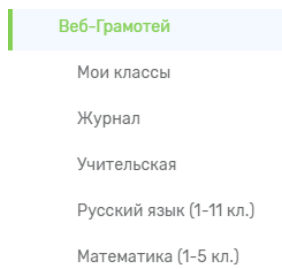 Веб-Грамотей
Мои классы
Журнал
Учительская
Русский язык (1-11 кл.)
Математика (1-5 кл.)